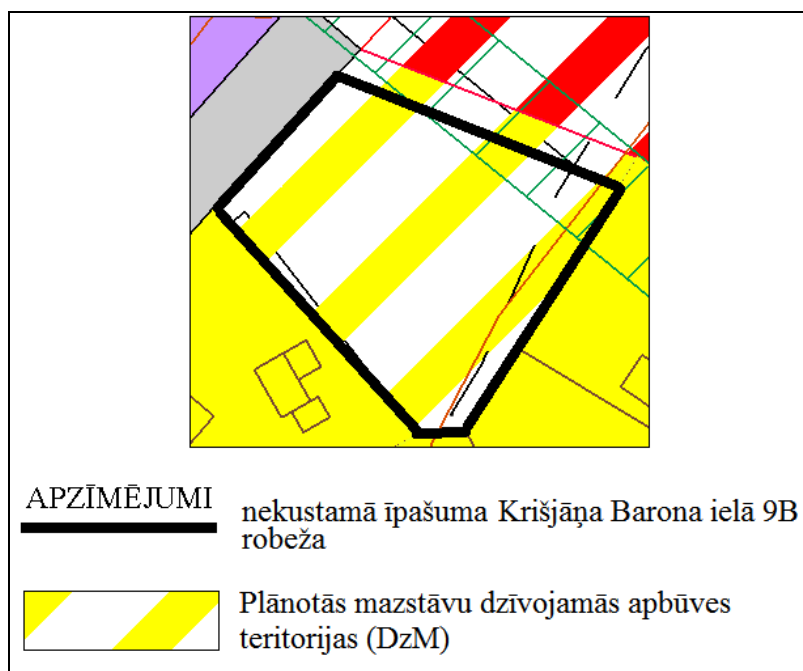 APZĪMĒJUMI
nekustamā īpašuma Krišjāņa Barona ielā 9B
robeža
Plānotās mazstāvu dzīvojamās apbūves
teritorijas (DzM)